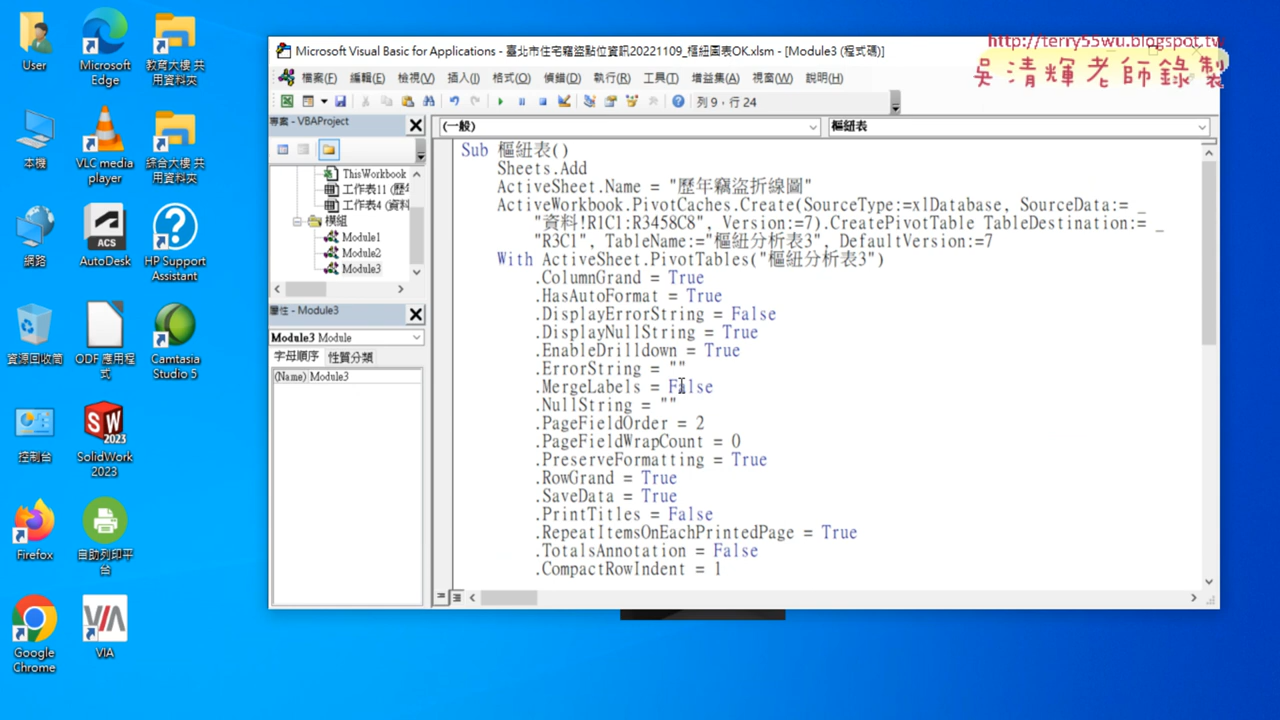 User
Microsoft Edge
教育大樓 共用資料夾
本機
VLC media player
綜合大樓 共用資料夾
網路
AutoDesk
HP Support Assistant
資源回收筒
ODF 應用程式
Camtasia Studio 5
控制台
SolidWork 2023
Firefox
自助列印平台
Google Chrome
VIA
http://terry55wu.blogspot.tw
吳清輝老師錄製
Microsoft Visual Basic for Applications - 臺北市住宅竊盜點位資訊20221109_樞紐圖表OK.xlsm - [Module3 (程式碼)]
檔案(F) 編輯(E) 檢視(V) 插入(I) 格式(O) 偵錯(D) 執行(R) 工具(T) 增益集(A) 視窗(W) 說明(H)
列 9，行 24
專案 - VBAProject
ThisWorkbook
工作表11 (歷年
工作表4 (資料
模組
Module1
Module2
Module3
屬性 - Module3
Module3 Module
字母順序 性質分類
(Name) Module3
(一般)
樞紐表
Sub 樞紐表()
Sheets.Add
ActiveSheet.Name = "歷年竊盜折線圖"
ActiveWorkbook.PivotCaches.Create(SourceType:=xlDatabase, SourceData:= _
"資料!R1C1:R3458C8", Version:=7).CreatePivotTable TableDestination:= _
"R3C1", TableName:="樞紐分析表3", DefaultVersion:=7
With ActiveSheet.PivotTables("樞紐分析表3")
.ColumnGrand = True
.HasAutoFormat = True
.DisplayErrorString = False
.DisplayNullString = True
.EnableDrilldown = True
.ErrorString = ""
.MergeLabels = False
.NullString = ""
.PageFieldOrder = 2
.PageFieldWrapCount = 0
.PreserveFormatting = True
.RowGrand = True
.SaveData = True
.PrintTitles = False
.RepeatItemsOnEachPrintedPage = True
.TotalsAnnotation = False
.CompactRowIndent = 1